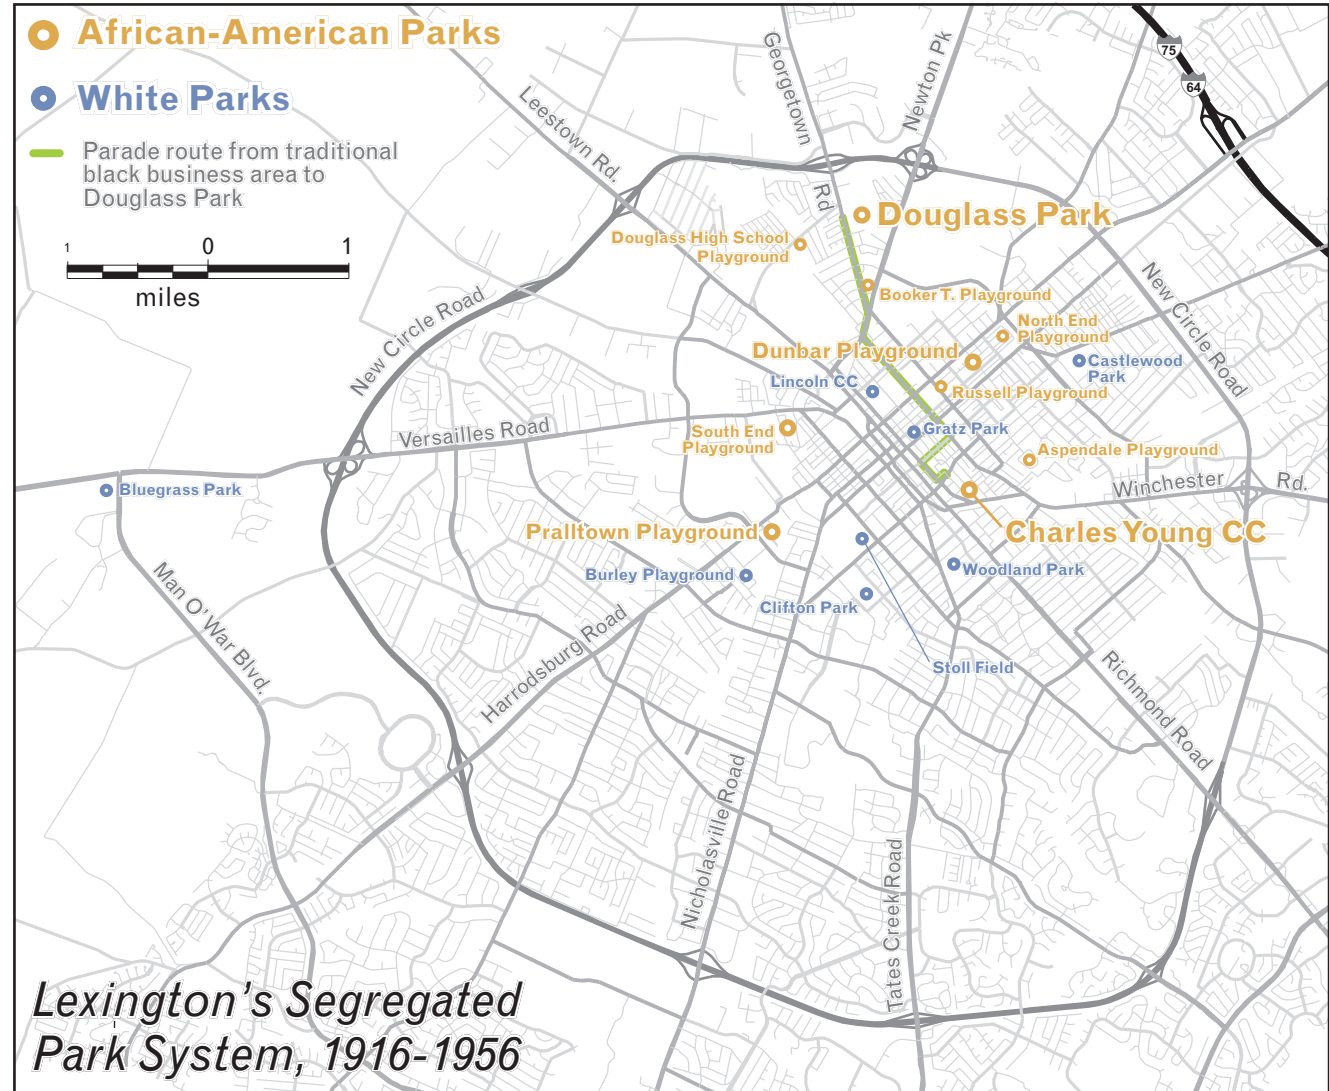 African-American Parks
White Parks
Parade route from traditional
black business area to
Douglass Park
1 0 1
miles
Georgetown
Rd
Newton Pk
75
64
Leestown Rd.
Douglass Park
Douglass High School
Playground
Booker T. Playground
New Circle Road
New Circle Road
North End
Playground
Dunbar Playground
Castlewood
Park
Lincoln CC
Russell Playground
Versailles Road
South End
Playground
Gratz Park
Aspendale Playground
Bluegrass Park
Winchester
Rd.
Pralltown Playground
Charles Young CC
Burley Playground
Woodland Park
Clifton Park
Man O'War Blvd.
Harrodsburg Road
Stoll Field
Richmond Road
Nicholasville Road
Tates Creek Road
Lexington's Segregated
Park System, 1916-1956